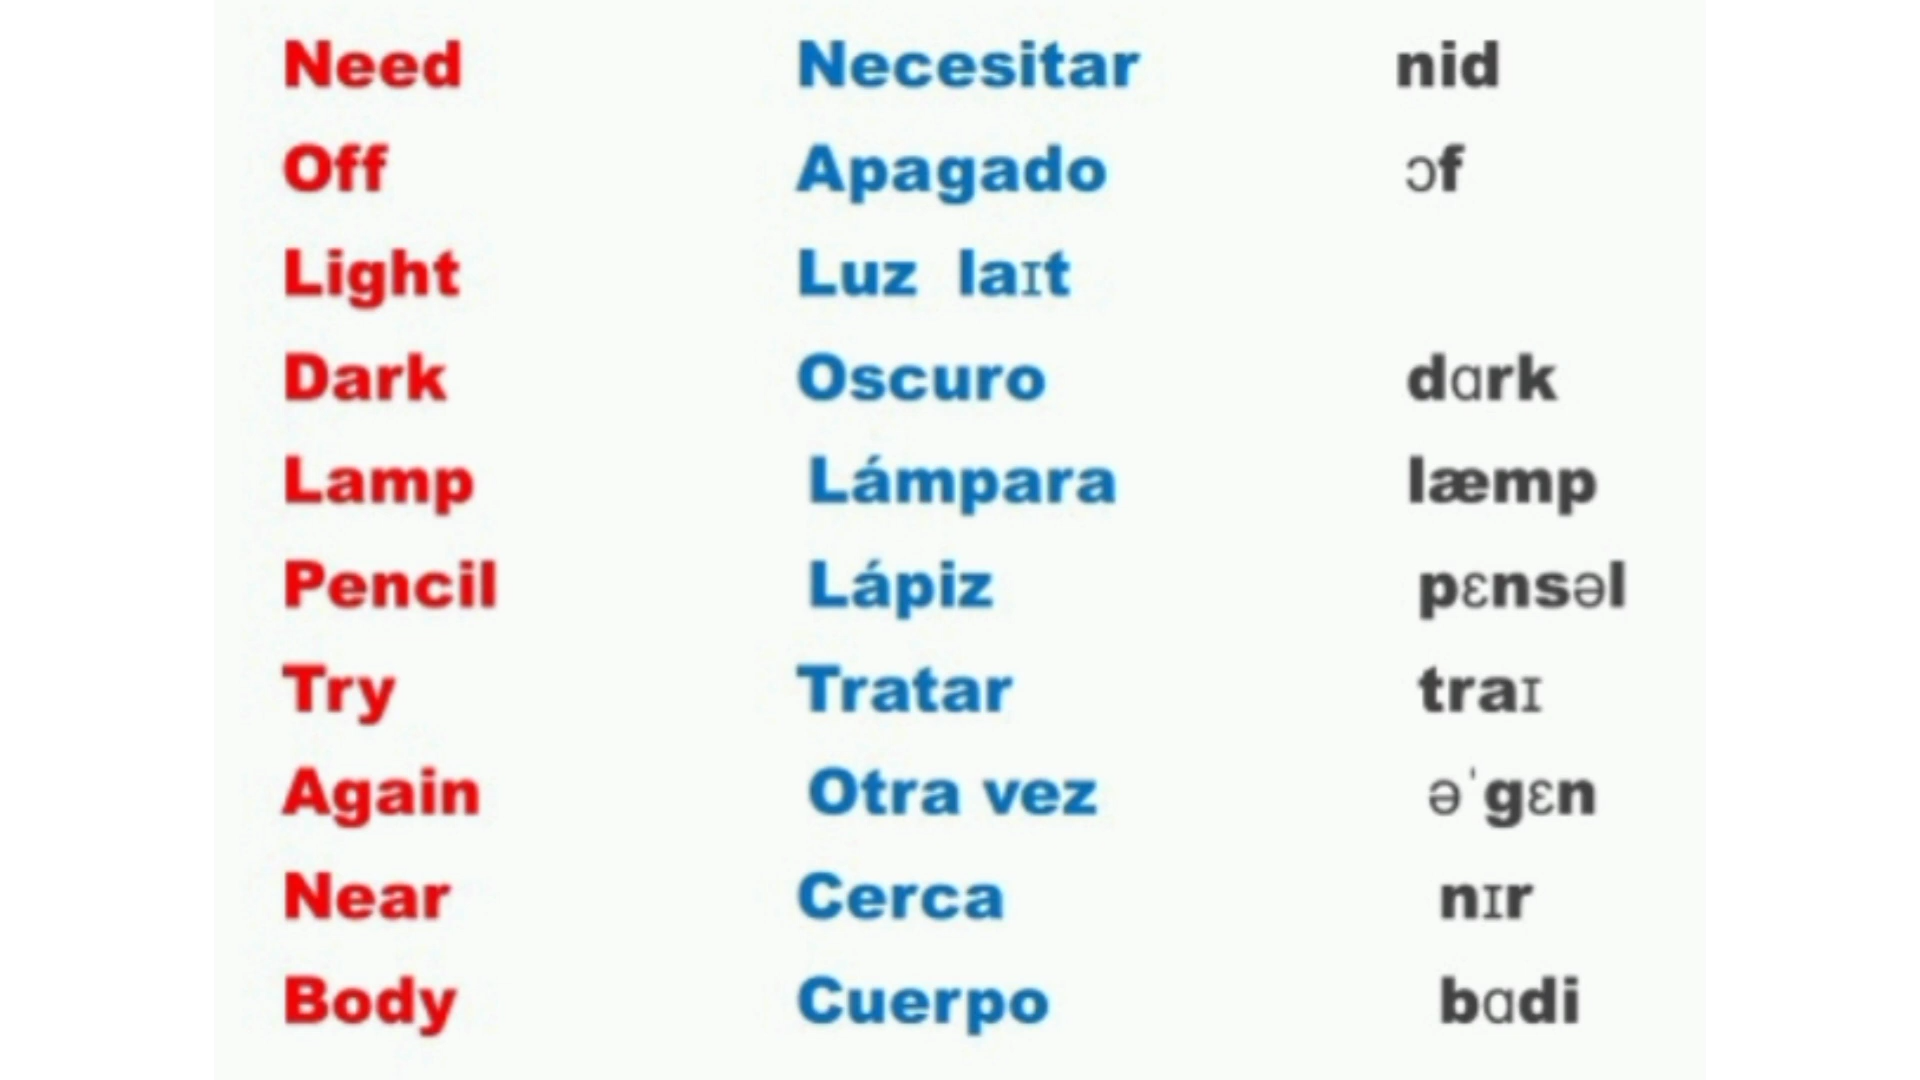 Need Necesitar nid
Off Apagado ɔf
Light Luz laɪt
Dark Oscuro dɑrk
Lamp Lámpara læmp
Pencil Lápiz pɛnsəl
Try Tratar traɪ
Again Otra vez əˈgɛn
Near Cerca nɪr
Body Cuerpo bɑdi